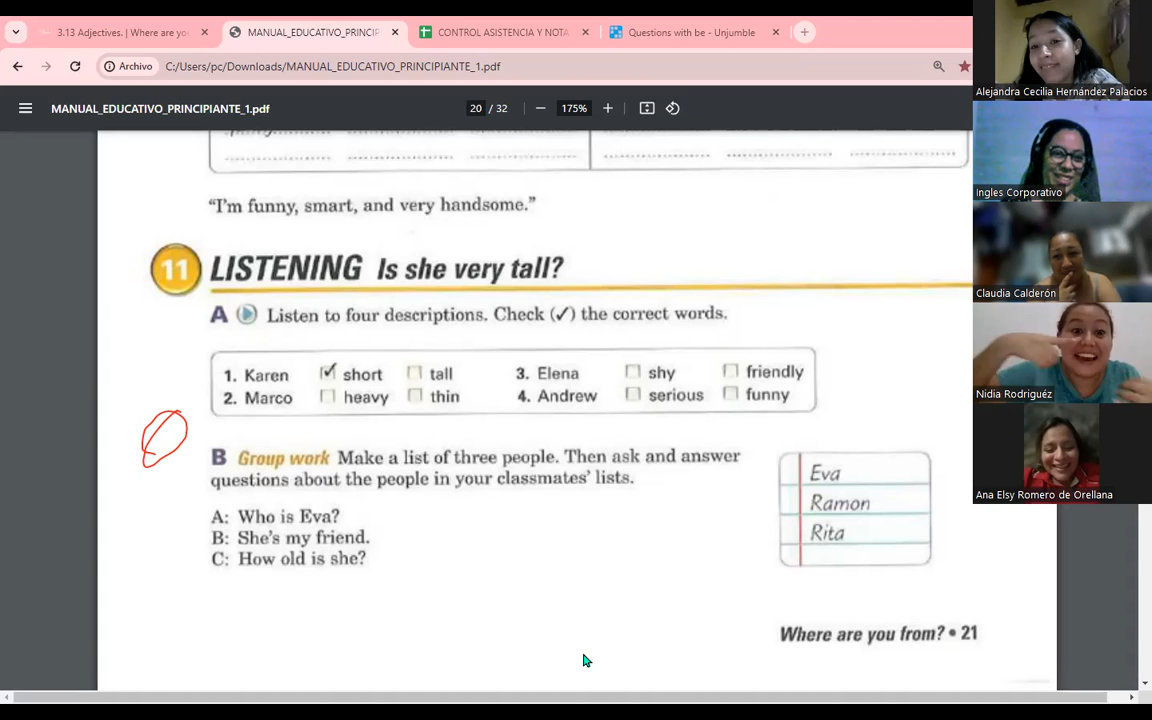 3.13 Adjectives. | Where are you
MANUAL_EDUCATIVO_PRINCIP
CONTROL ASISTENCIA Y NOTA
Questions with be - Unjumble
Archivo
C:/Users/pc/Downloads/MANUAL_EDUCATIVO_PRINCIPIANTE_1.pdf
MANUAL_EDUCATIVO_PRINCIPIANTE_1.pdf
20 / 32
175%
"I'm funny, smart, and very handsome."
11 LISTENING Is she very tall?
A Listen to four descriptions. Check (✓) the correct words.
1. Karen ✓ short tall 3. Elena shy friendly
2. Marco heavy thin 4. Andrew serious funny
B Group work Make a list of three people. Then ask and answer
questions about the people in your classmates' lists.
A: Who is Eva?
B: She's my friend.
C: How old is she?
Eva
Ramon
Rita
Where are you from? • 21
Alejandra Cecilia Hernández Palacios
Ingles Corporativo
Claudia Calderón
Nidia Rodriguéz
Ana Elsy Romero de Orellana